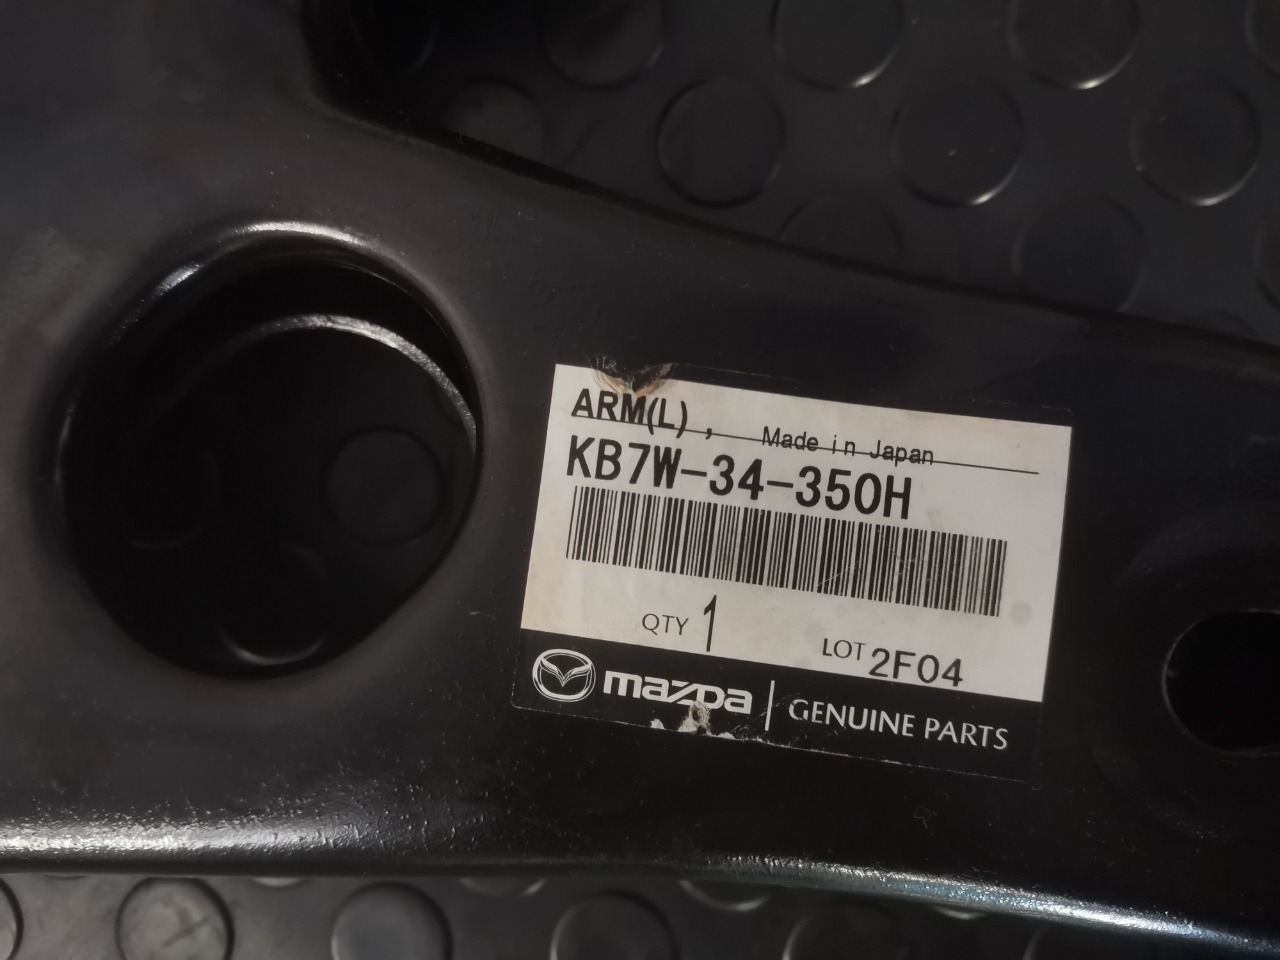 ARM(L) , Made in Japan
KB7W-34-350H
QTY 1 LOT 2F04
mazda | GENUINE PARTS